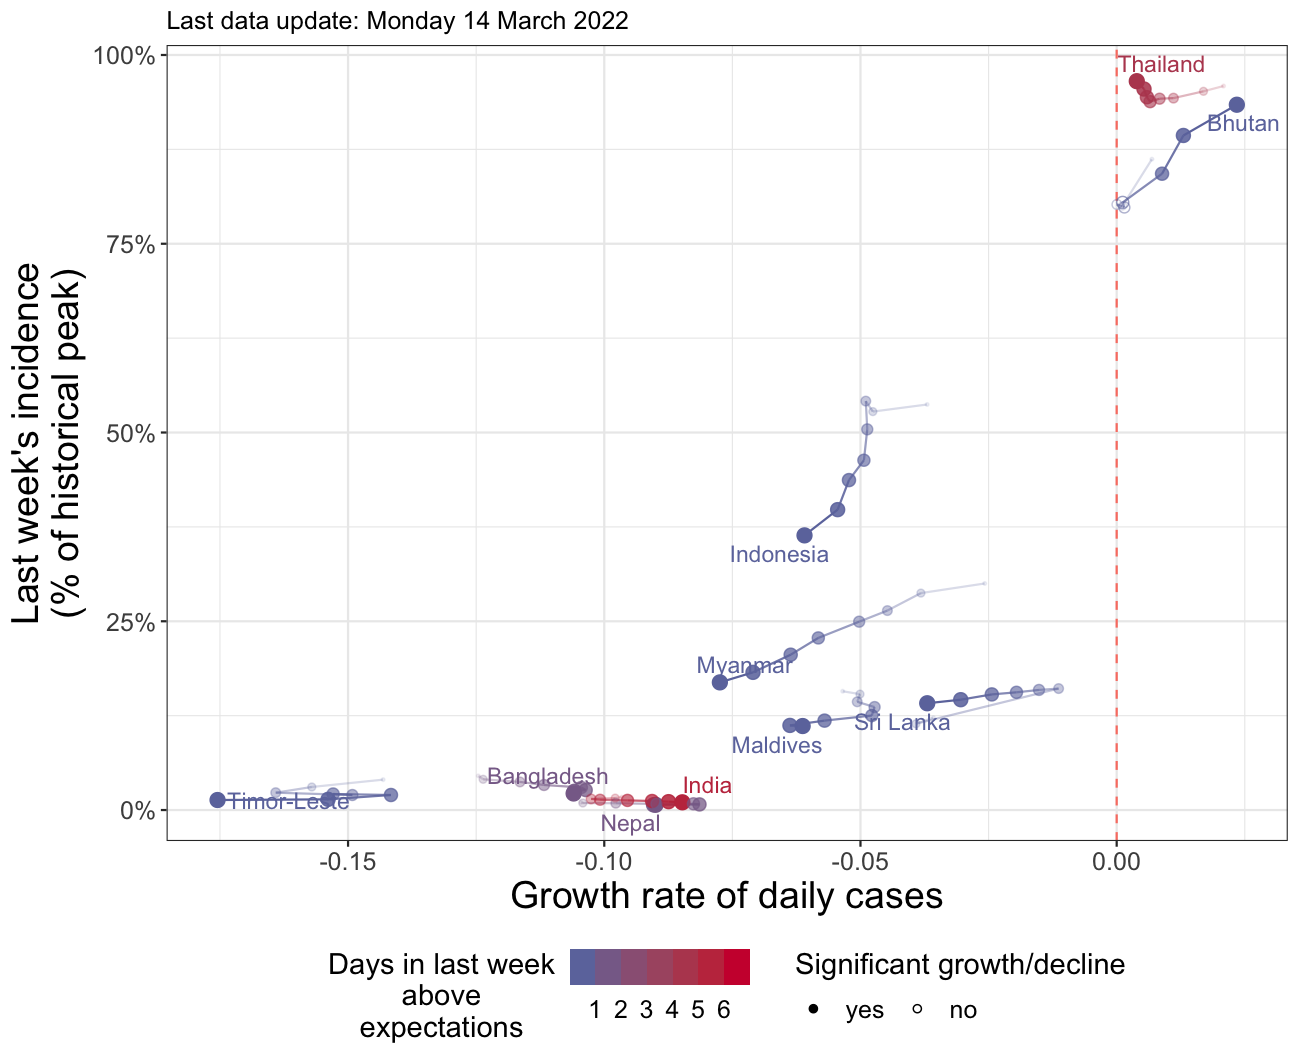 Last data update: Monday 14 March 2022
100%
75%
50%
25%
0%
Last week's incidence
(% of historical peak)
Thailand
Bhutan
Indonesia
Myanmar
Sri Lanka
Maldives
Bangladesh
India
Timor-Leste
Nepal
-0.15
-0.10
-0.05
0.00
Growth rate of daily cases
Days in last week
above
expectations
1 2 3 4 5 6
Significant growth/decline
yes
no